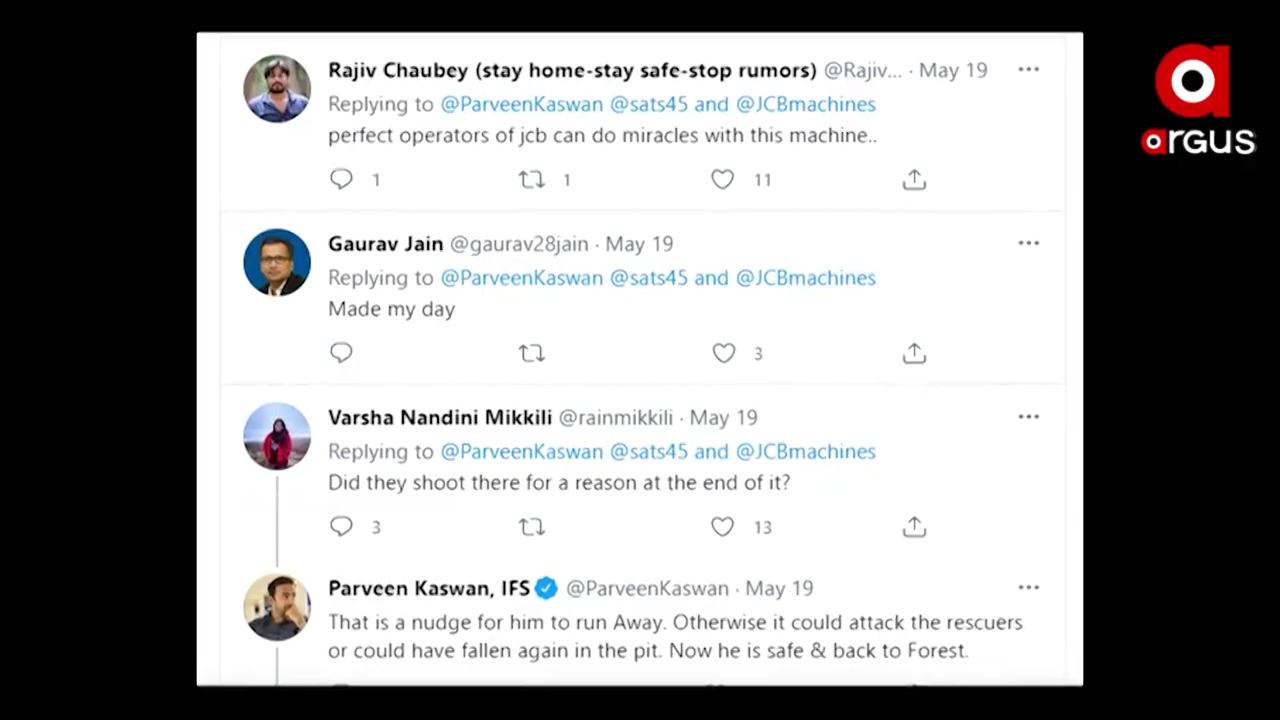 Rajiv Chaubey (stay home-stay safe-stop rumors) @Rajiv... · May 19
Replying to @ParveenKaswan @sats45 and @JCBmachines
perfect operators of jcb can do miracles with this machine..
1 1 11
Gaurav Jain @gaurav28jain · May 19
Replying to @ParveenKaswan @sats45 and @JCBmachines
Made my day
3
Varsha Nandini Mikkili @rainmikkili · May 19
Replying to @ParveenKaswan @sats45 and @JCBmachines
Did they shoot there for a reason at the end of it?
3 13
Parveen Kaswan, IFS @ParveenKaswan · May 19
That is a nudge for him to run Away. Otherwise it could attack the rescuers
or could have fallen again in the pit. Now he is safe & back to Forest.
a
argus